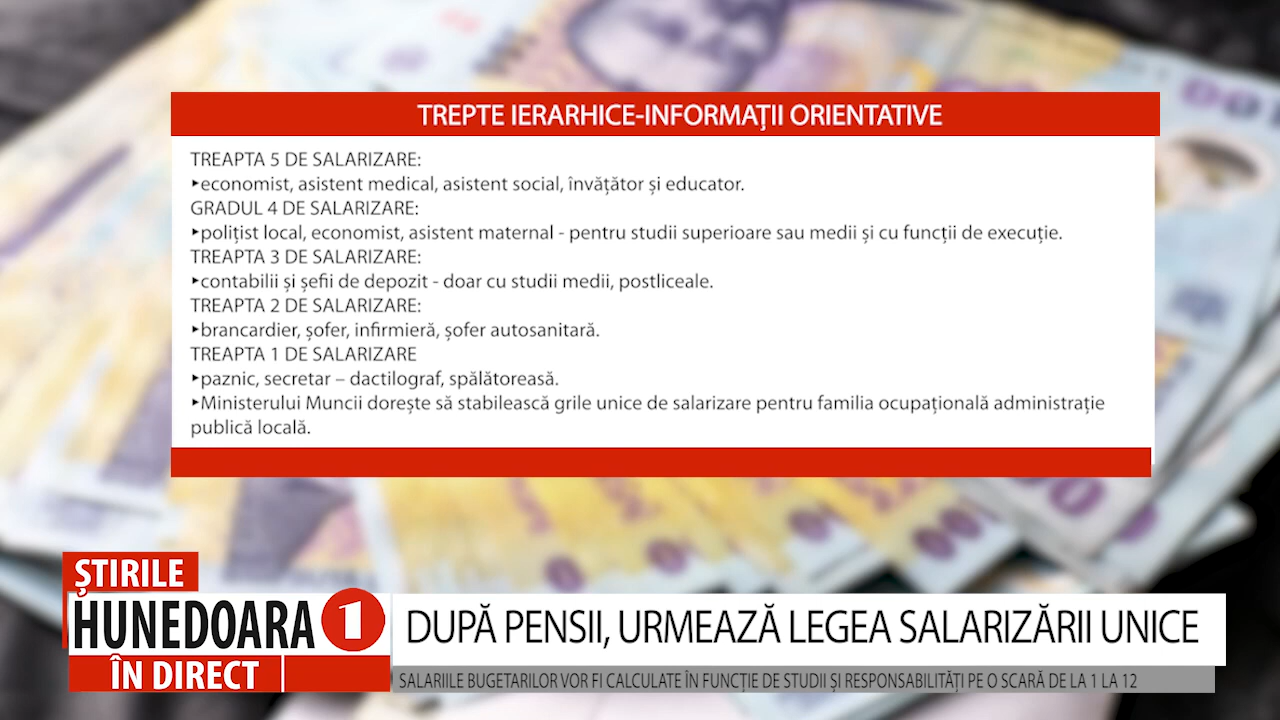 TREPTE IERARHICE-INFORMAŢII ORIENTATIVE
TREAPTA 5 DE SALARIZARE:
‣economist, asistent medical, asistent social, învățător și educator.
GRADUL 4 DE SALARIZARE:
‣polițist local, economist, asistent maternal - pentru studii superioare sau medii și cu funcții de execuție.
TREAPTA 3 DE SALARIZARE:
‣contabilii și șefii de depozit - doar cu studii medii, postliceale.
TREAPTA 2 DE SALARIZARE:
‣brancardier, șofer, infirmieră, șofer autosanitară.
TREAPTA 1 DE SALARIZARE
‣paznic, secretar – dactilograf, spălătoreasă.
‣Ministerului Muncii dorește să stabilească grile unice de salarizare pentru familia ocupațională administrație
publică locală.
ȘTIRILE
HUNEDOARA 1
ÎN DIRECT
DUPĂ PENSII, URMEAZĂ LEGEA SALARIZĂRII UNICE
SALARIILE BUGETARILOR VOR FI CALCULATE ÎN FUNCȚIE DE STUDII ȘI RESPONSABILITĂȚI PE O SCARĂ DE LA 1 LA 12